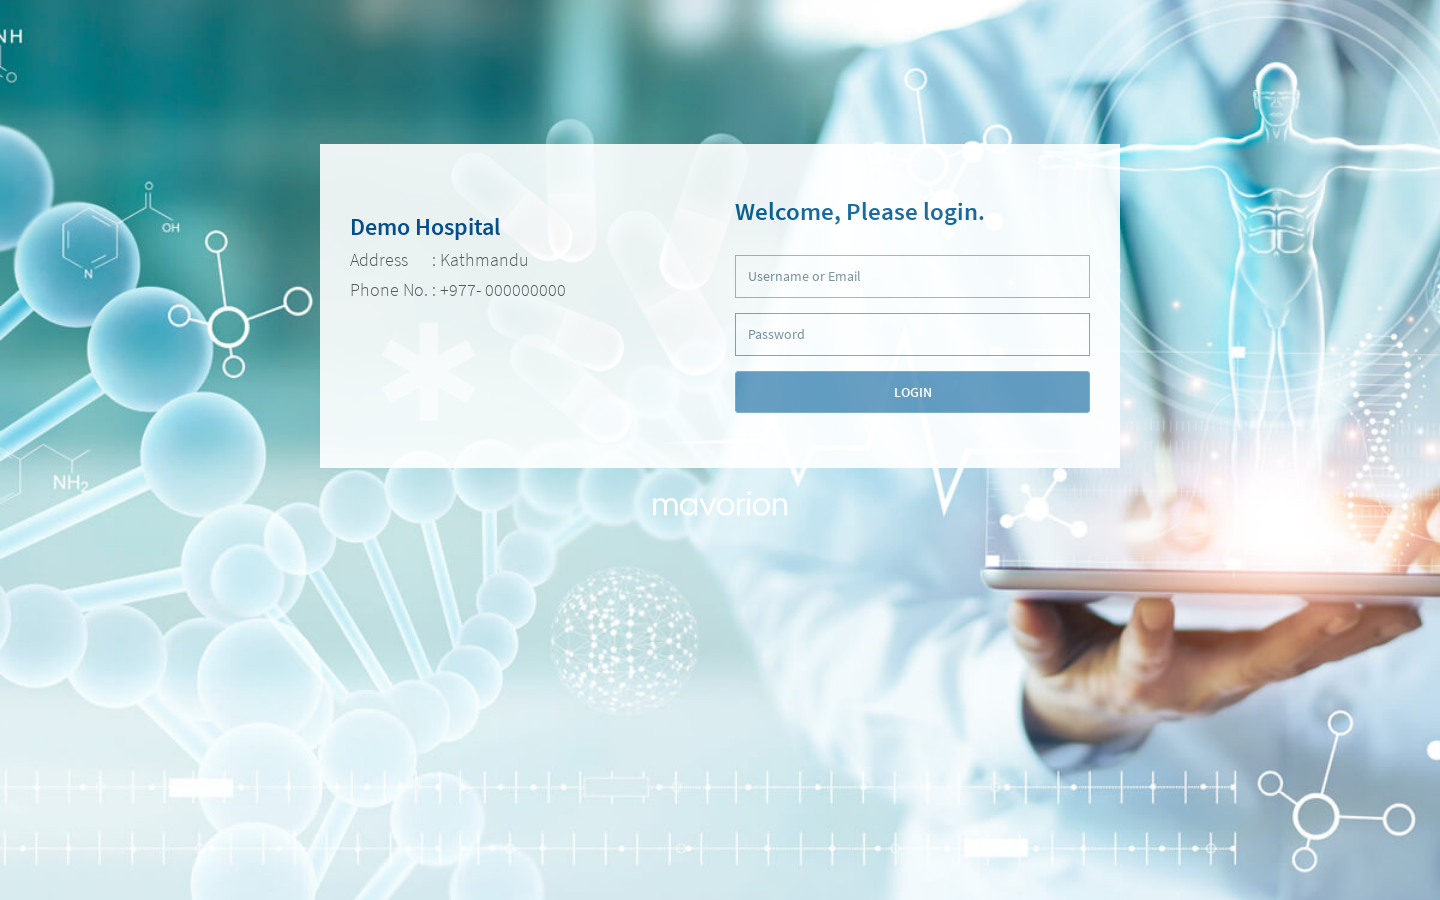 NH
O
OH
N
NH2
Demo Hospital
Address : Kathmandu
Phone No. : +977- 000000000
Welcome, Please login.
Username or Email
Password
LOGIN
mavorion